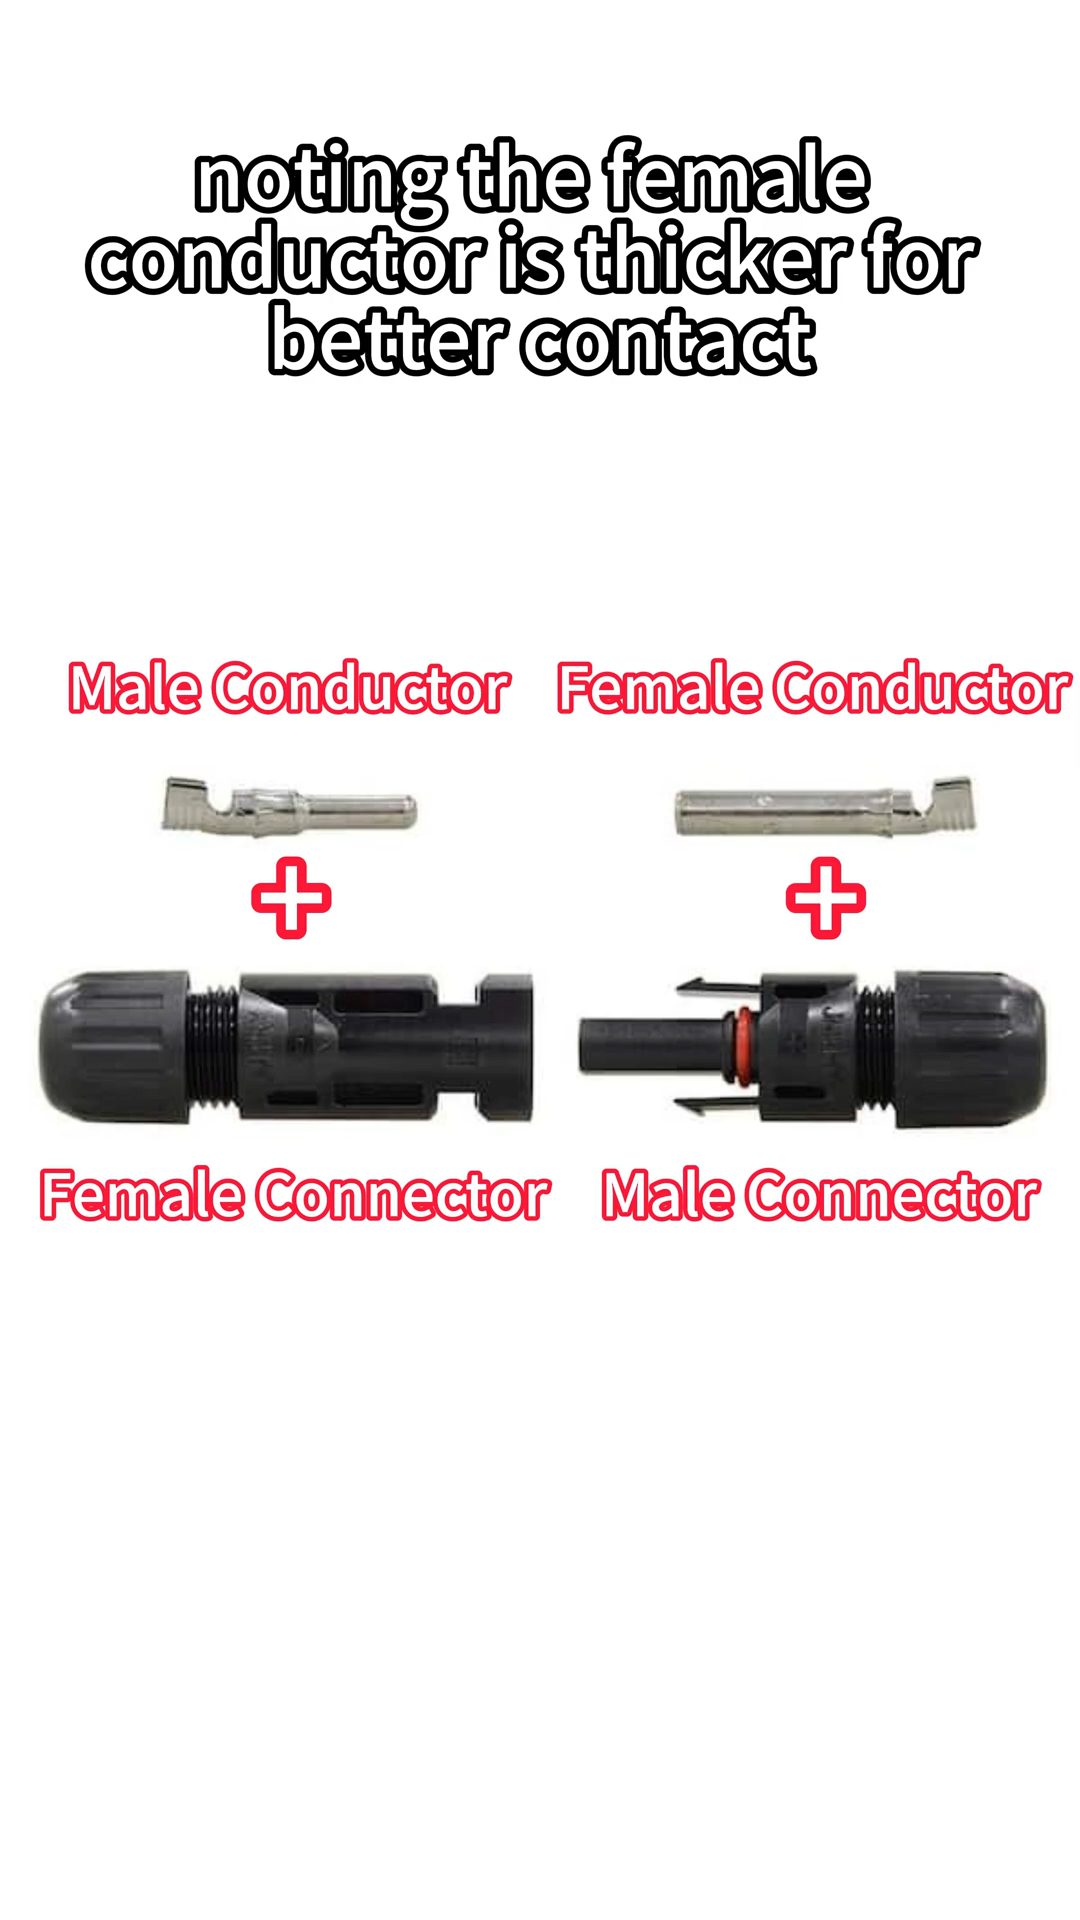 noting the female
conductor is thicker for
better contact
Male Conductor
Female Conductor
Female Connector
Male Connector